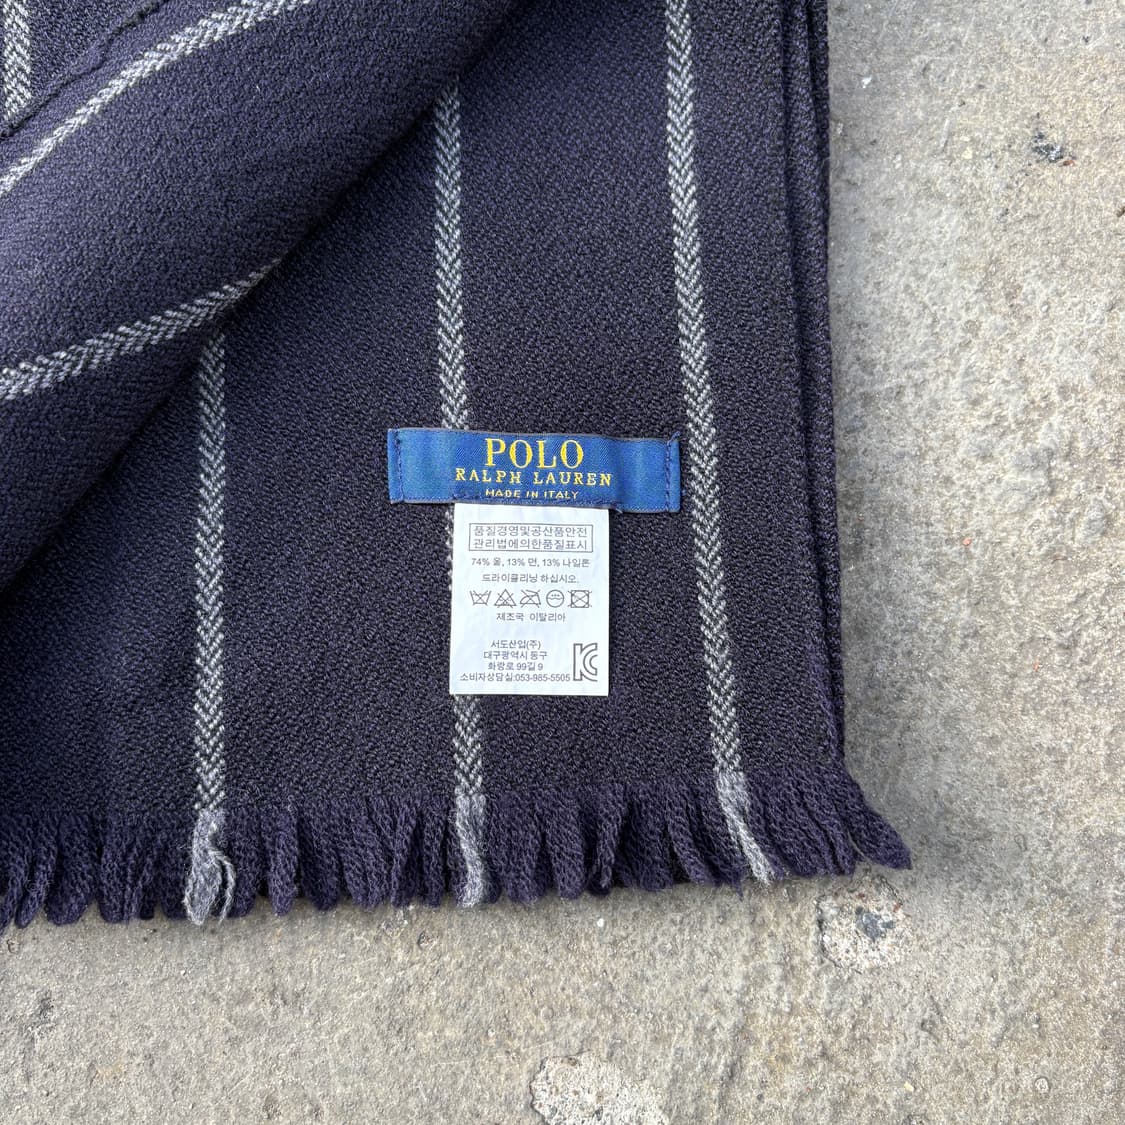 POLO
RALPH LAUREN
MADE IN ITALY
품질경영및공산품안전
관리법에의한품질표시
74% 울, 13% 면, 13% 나일론
드라이클리닝 하십시오.
제조국 이탈리아
서도산업(주)
대구광역시 동구
화랑로 99길 9
소비자상담실:053-985-5505